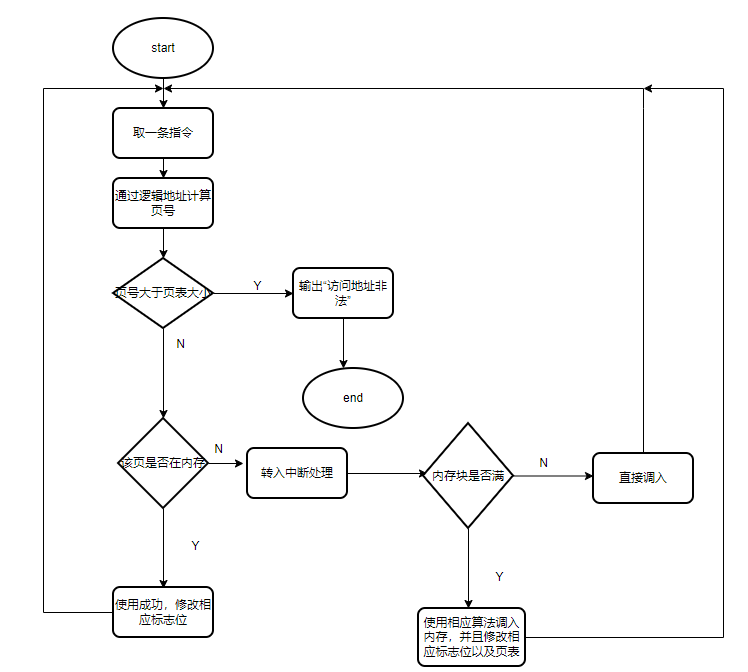 start
取一条指令
通过逻辑地址计算
页号
页号大于页表大小
Y
输出“访问地址非
法”
N
end
该页是否在内存
N
转入中断处理
内存块是否满
N
直接调入
Y
Y
使用成功，修改相
应标志位
使用相应算法调入
内存，并且修改相
应标志位以及页表